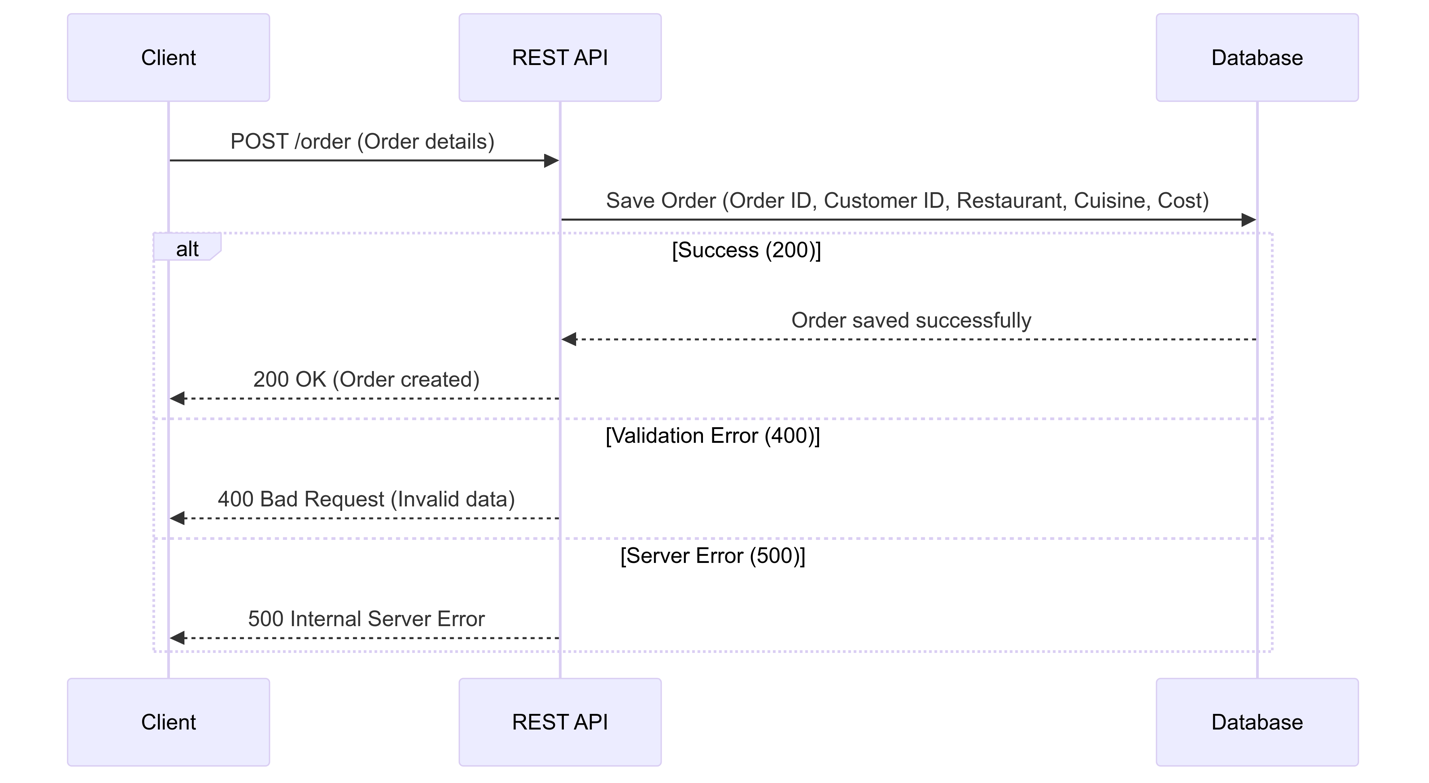 Client
REST API
Database
POST /order (Order details)
Save Order (Order ID, Customer ID, Restaurant, Cuisine, Cost)
alt
[Success (200)]
Order saved successfully
200 OK (Order created)
[Validation Error (400)]
400 Bad Request (Invalid data)
[Server Error (500)]
500 Internal Server Error
Client
REST API
Database